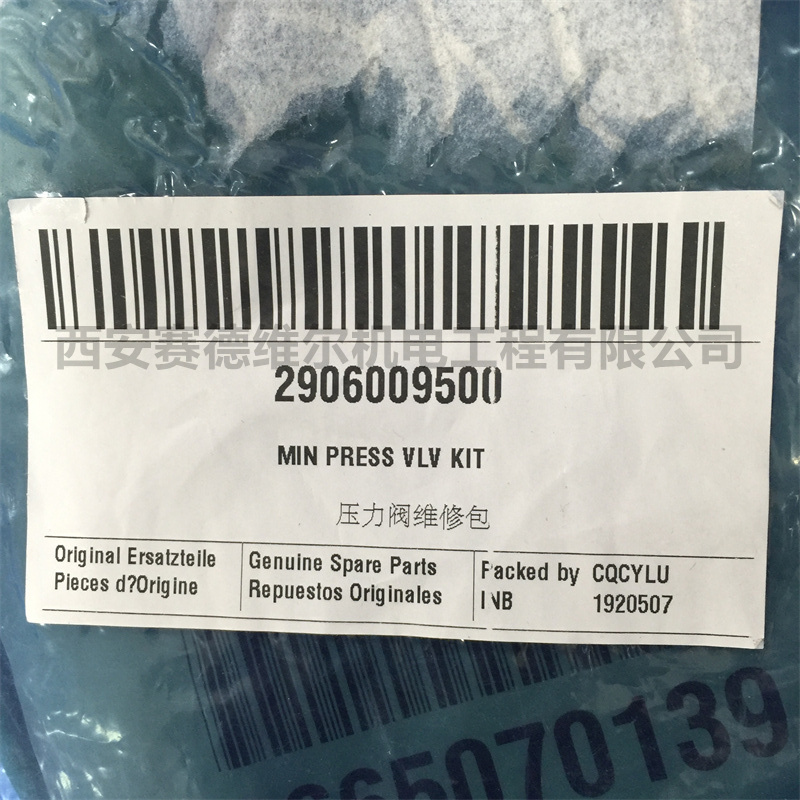 西安赛德维尔机电工程有限公司
2906009500
MIN PRESS VLV KIT
压力阀维修包
Original Ersatzteile
Pieces d?Origine
Genuine Spare Parts
Repuestos Originales
Packed by CQCYLU
INB 1920507
65070139